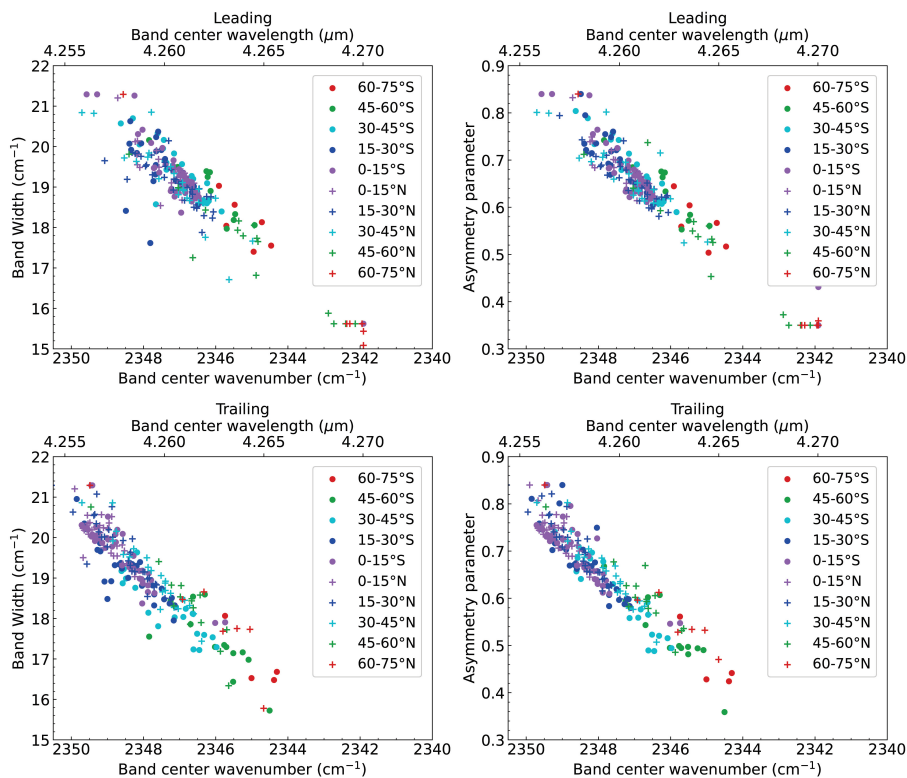 Leading
Band center wavelength (μm)
4.255 4.260 4.265 4.270
22
21
20
19
18
17
16
15
Band Width (cm⁻¹)
60-75°S
45-60°S
30-45°S
15-30°S
0-15°S
0-15°N
15-30°N
30-45°N
45-60°N
60-75°N
2350 2348 2346 2344 2342 2340
Band center wavenumber (cm⁻¹)
Leading
Band center wavelength (μm)
4.255 4.260 4.265 4.270
0.9
0.8
0.7
0.6
0.5
0.4
0.3
Asymmetry parameter
60-75°S
45-60°S
30-45°S
15-30°S
0-15°S
0-15°N
15-30°N
30-45°N
45-60°N
60-75°N
2350 2348 2346 2344 2342 2340
Band center wavenumber (cm⁻¹)
Trailing
Band center wavelength (μm)
4.255 4.260 4.265 4.270
22
21
20
19
18
17
16
15
Band Width (cm⁻¹)
60-75°S
45-60°S
30-45°S
15-30°S
0-15°S
0-15°N
15-30°N
30-45°N
45-60°N
60-75°N
2350 2348 2346 2344 2342 2340
Band center wavenumber (cm⁻¹)
Trailing
Band center wavelength (μm)
4.255 4.260 4.265 4.270
0.9
0.8
0.7
0.6
0.5
0.4
0.3
Asymmetry parameter
60-75°S
45-60°S
30-45°S
15-30°S
0-15°S
0-15°N
15-30°N
30-45°N
45-60°N
60-75°N
2350 2348 2346 2344 2342 2340
Band center wavenumber (cm⁻¹)